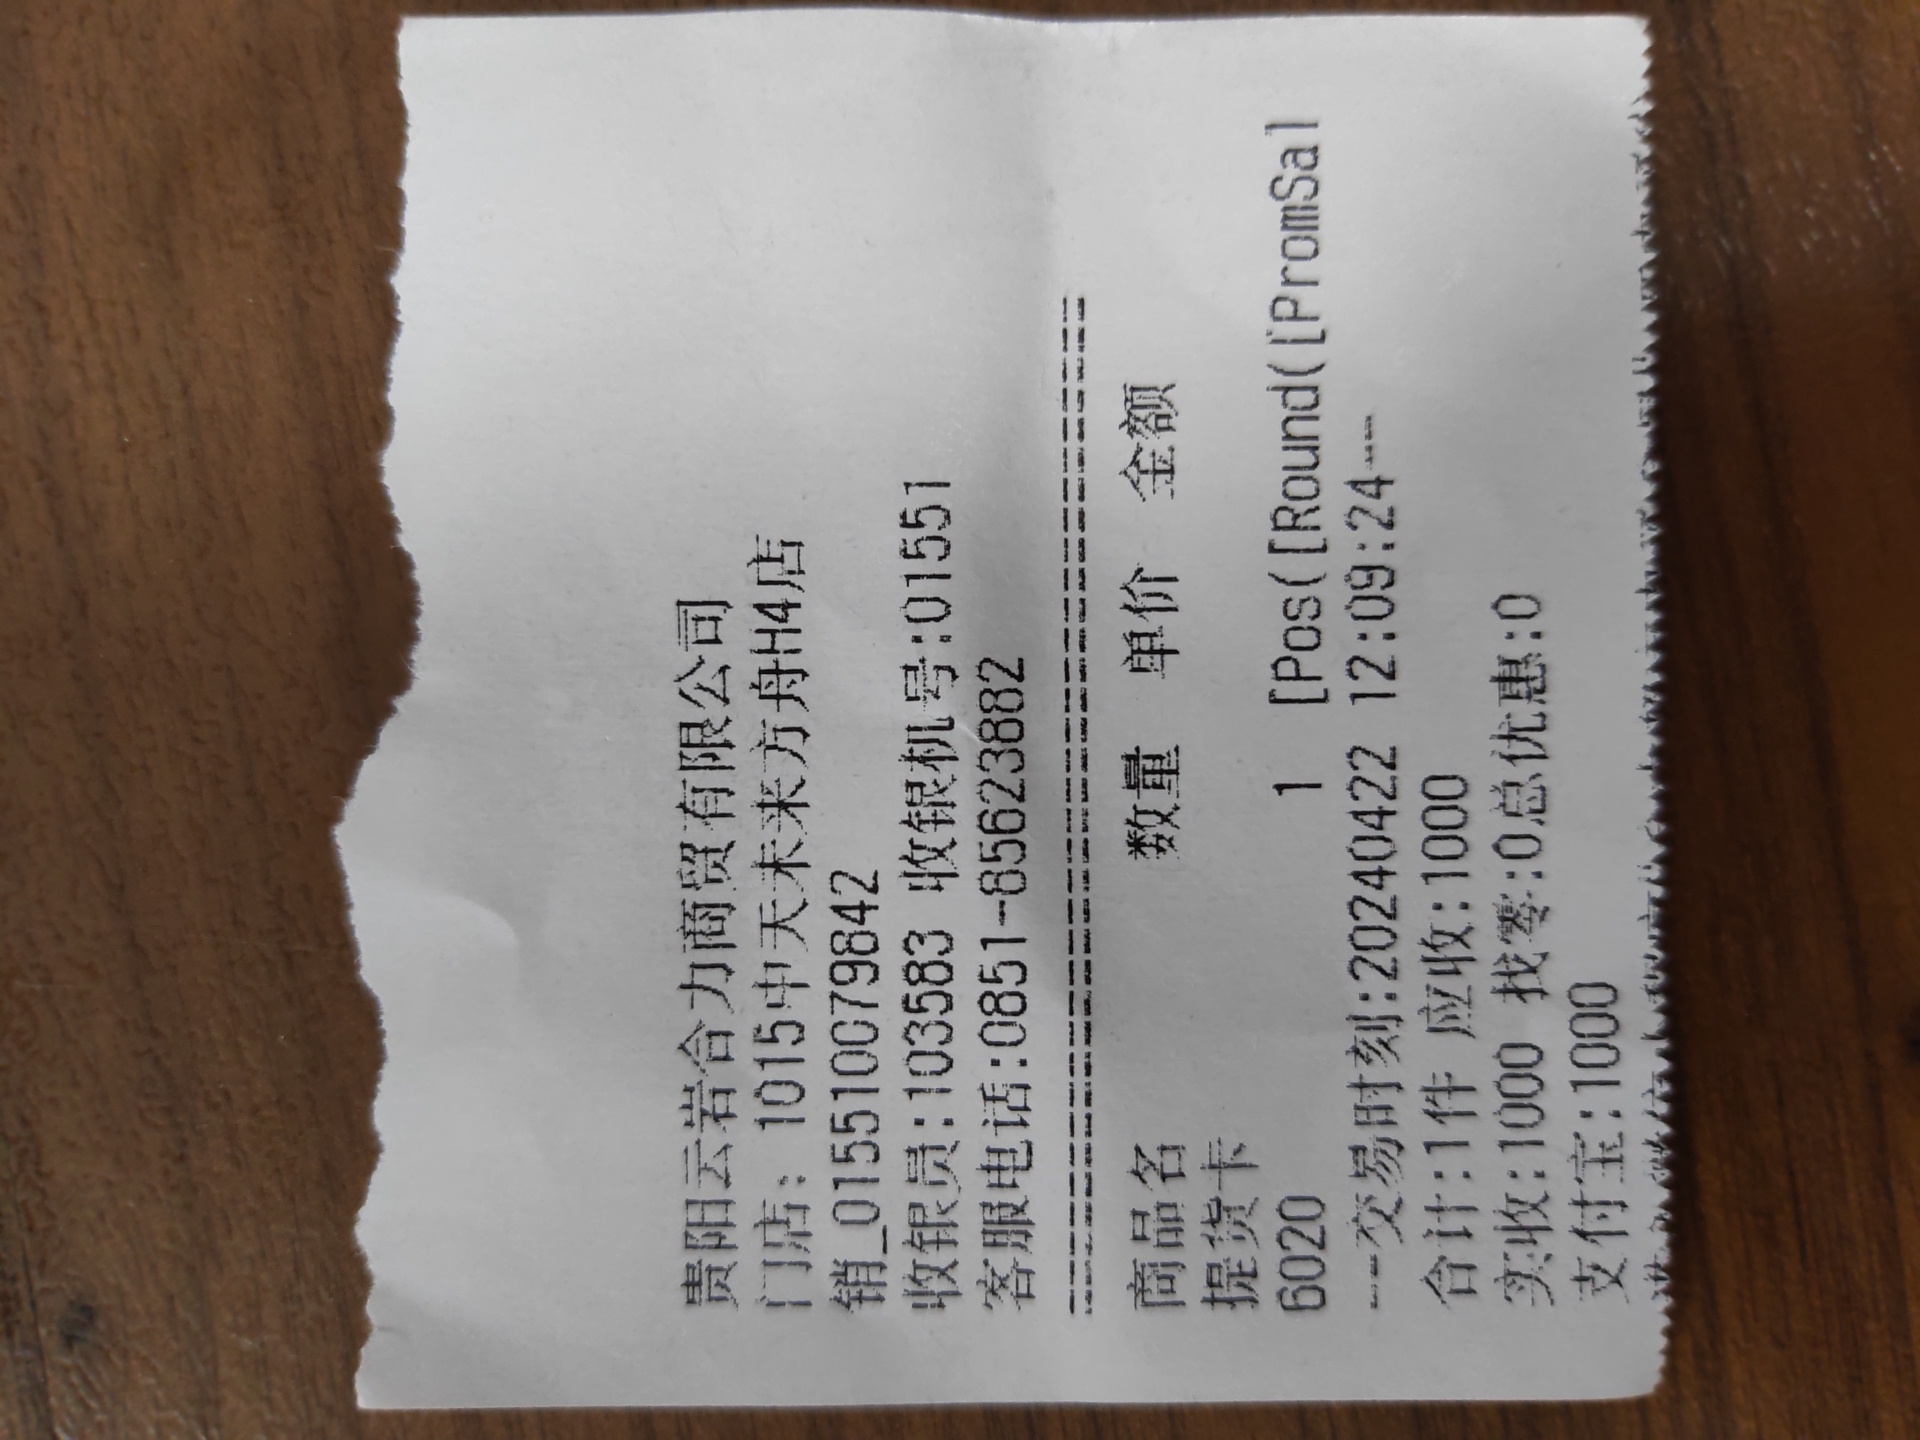 贵阳云岩合力商贸有限公司
门店: 1015中天未来方舟H4店
销_015510079842
收银员:103583 收银机号:01551
客服电话:0851-85623882
========================================
商品名 数量 单价 金额
提货卡
6020 1 [Pos([Round([PromSal
---交易时刻:20240422 12:09:24---
合计:1件 应收:1000
实收:1000 找零:0总优惠:0
支付宝:1000